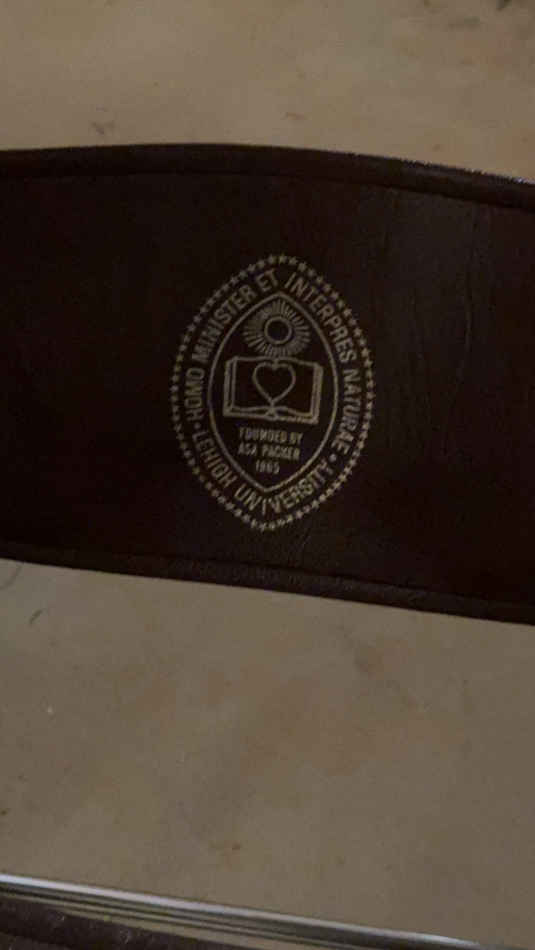 HOMO MINISTER ET INTERPRES NATURAE
FOUNDED BY
ASA PACKER
1865
• LEHIGH UNIVERSITY •